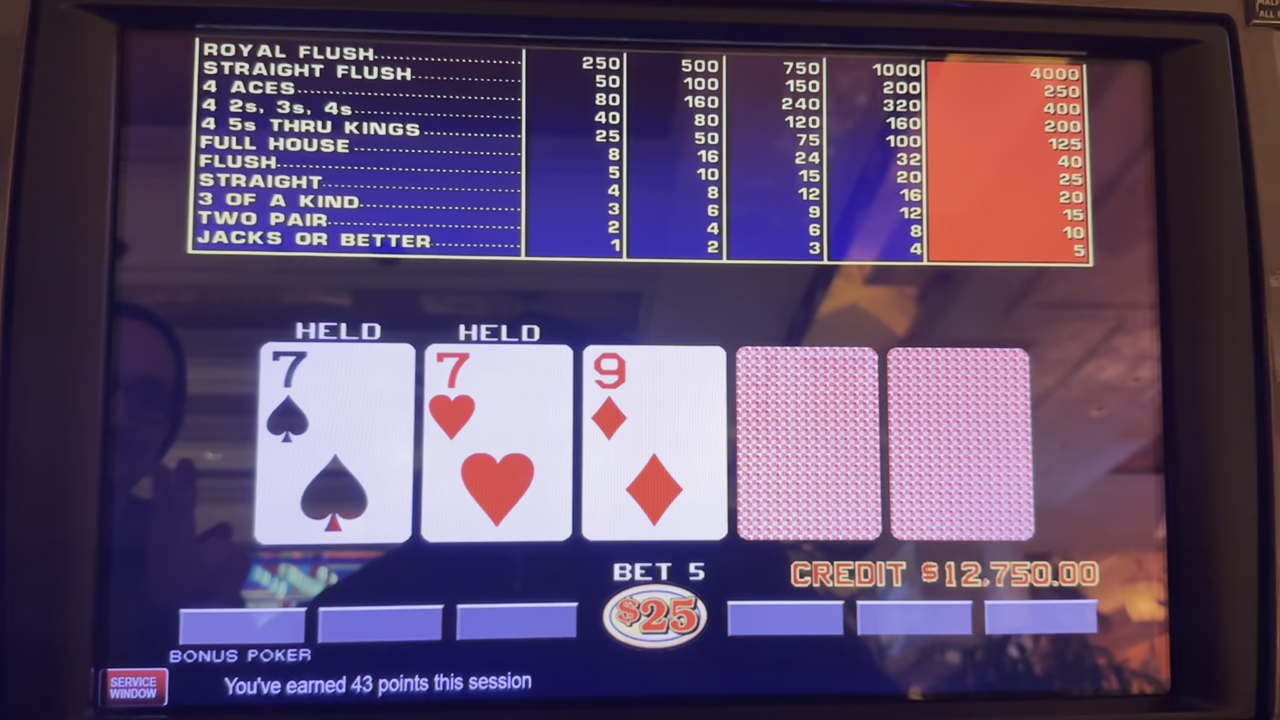 ROYAL FLUSH 250 500 750 1000 4000
STRAIGHT FLUSH 50 100 150 200 250
4 ACES 80 160 240 320 400
4 2s, 3s, 4s 40 80 120 160 200
4 5s THRU KINGS 25 50 75 100 125
FULL HOUSE 8 16 24 32 40
FLUSH 5 10 15 20 25
STRAIGHT 4 8 12 16 20
3 OF A KIND 3 6 9 12 15
TWO PAIR 2 4 6 8 10
JACKS OR BETTER 1 2 3 4 5
HELD HELD
7 7 9
BET 5 CREDIT $12,750.00
$25
BONUS POKER
SERVICE WINDOW
You've earned 43 points this session